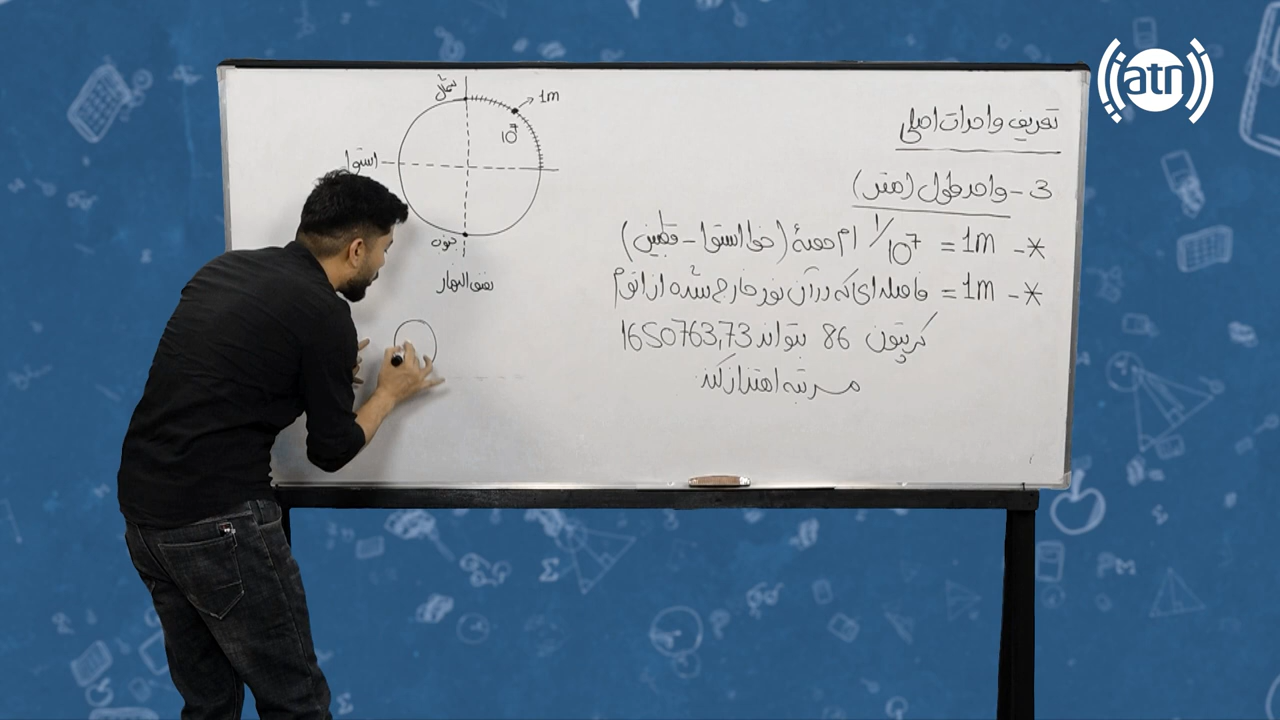 atn
تعریف واحدات اصلی
3 - واحد طول (متر)
*- 1m = 1/10⁷ ام حصهٔ (خط استوا - قطبین)
*- 1m = فاصله‌ای که در آن نور خارج شده از اتوم
کریپتون 86 بتواند 1650763,73
مرتبه اهتزاز کند
شمال
1m
10⁷
استوا
جنوب
نصف النهار